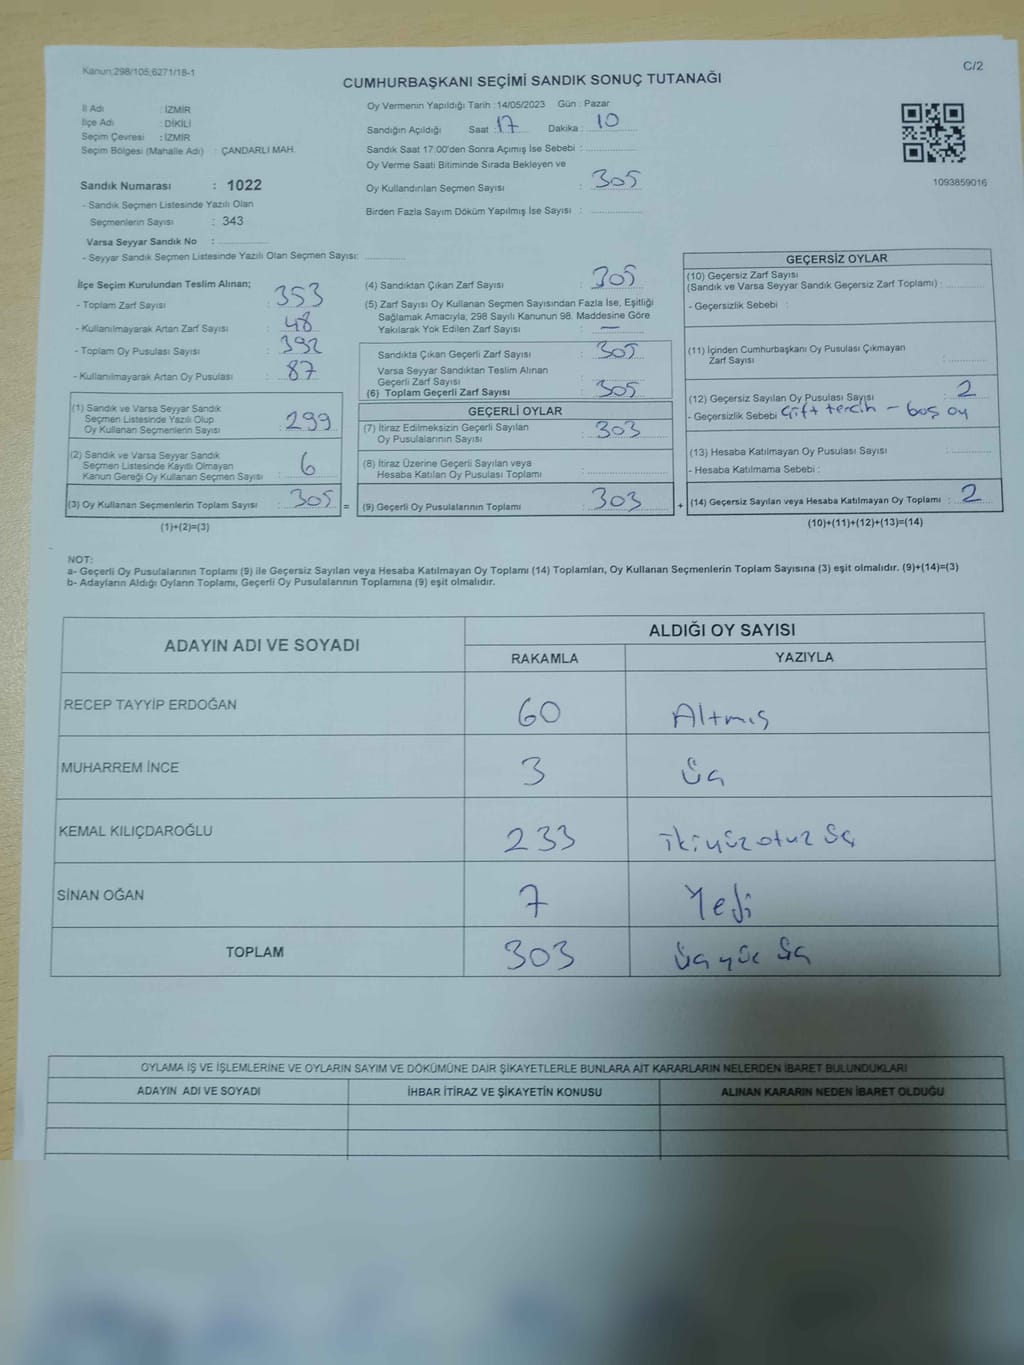 Kanun;298/105;6271/18-1
C/2
CUMHURBAŞKANI SEÇİMİ SANDIK SONUÇ TUTANAĞI
İl Adı : İZMİR
İlçe Adı : DİKİLİ
Seçim Çevresi : İZMİR
Seçim Bölgesi (Mahalle Adı) : ÇANDARLI MAH.
Sandık Numarası : 1022
- Sandık Seçmen Listesinde Yazılı Olan
Seçmenlerin Sayısı : 343
Varsa Seyyar Sandık No :
- Seyyar Sandık Seçmen Listesinde Yazılı Olan Seçmen Sayısı:
Oy Vermenin Yapıldığı Tarih :14/05/2023 Gün : Pazar
Sandığın Açıldığı Saat : 17 Dakika : 10
Sandık Saat 17:00'den Sonra Açımış İse Sebebi :
Oy Verme Saati Bitiminde Sırada Bekleyen ve
Oy Kullandırılan Seçmen Sayısı : 305
Birden Fazla Sayım Döküm Yapılmış İse Sayısı :
1093859016
İlçe Seçim Kurulundan Teslim Alınan;
- Toplam Zarf Sayısı : 353
- Kullanılmayarak Artan Zarf Sayısı : 48
- Toplam Oy Pusulası Sayısı : 392
- Kullanılmayarak Artan Oy Pusulası : 87
(1) Sandık ve Varsa Seyyar Sandık
Seçmen Listesinde Yazılı Olup
Oy Kullanan Seçmenlerin Sayısı : 299
(2) Sandık ve Varsa Seyyar Sandık
Seçmen Listesinde Kayıtlı Olmayan
Kanun Gereği Oy Kullanan Seçmen Sayısı : 6
(3) Oy Kullanan Seçmenlerin Toplam Sayısı : 305 =
(1)+(2)=(3)
(4) Sandıktan Çıkan Zarf Sayısı : 305
(5) Zarf Sayısı Oy Kullanan Seçmen Sayısından Fazla İse, Eşitliği
Sağlamak Amacıyla, 298 Sayılı Kanunun 98. Maddesine Göre
Yakılarak Yok Edilen Zarf Sayısı : —
Sandıkta Çıkan Geçerli Zarf Sayısı : 305
Varsa Seyyar Sandıktan Teslim Alınan
Geçerli Zarf Sayısı :
(6) Toplam Geçerli Zarf Sayısı : 305
GEÇERLİ OYLAR
(7) İtiraz Edilmeksizin Geçerli Sayılan
Oy Pusulalarının Sayısı : 303
(8) İtiraz Üzerine Geçerli Sayılan veya
Hesaba Katılan Oy Pusulası Toplamı :
(9) Geçerli Oy Pusulalarının Toplamı : 303 +
GEÇERSİZ OYLAR
(10) Geçersiz Zarf Sayısı
(Sandık ve Varsa Seyyar Sandık Geçersiz Zarf Toplamı) :
- Geçersizlik Sebebi :
(11) İçinden Cumhurbaşkanı Oy Pusulası Çıkmayan
Zarf Sayısı :
(12) Geçersiz Sayılan Oy Pusulası Sayısı : 2
- Geçersizlik Sebebi : Çift tercih - boş oy
(13) Hesaba Katılmayan Oy Pusulası Sayısı :
- Hesaba Katılmama Sebebi :
(14) Geçersiz Sayılan veya Hesaba Katılmayan Oy Toplamı : 2
(10)+(11)+(12)+(13)=(14)
NOT:
a- Geçerli Oy Pusulalarının Toplamı (9) ile Geçersiz Sayılan veya Hesaba Katılmayan Oy Toplamı (14) Toplamları, Oy Kullanan Seçmenlerin Toplam Sayısına (3) eşit olmalıdır. (9)+(14)=(3)
b- Adayların Aldığı Oyların Toplamı, Geçerli Oy Pusulalarının Toplamına (9) eşit olmalıdır.
ADAYIN ADI VE SOYADI
ALDIĞI OY SAYISI
RAKAMLA YAZIYLA
RECEP TAYYİP ERDOĞAN 60 Altmış
MUHARREM İNCE 3 üç
KEMAL KILIÇDAROĞLU 233 ikiyüzotuz üç
SİNAN OĞAN 7 Yedi
TOPLAM 303 üçyüz üç
OYLAMA İŞ VE İŞLEMLERİNE VE OYLARIN SAYIM VE DÖKÜMÜNE DAİR ŞİKAYETLERLE BUNLARA AİT KARARLARIN NELERDEN İBARET BULUNDUKLARI
ADAYIN ADI VE SOYADI İHBAR İTİRAZ VE ŞİKAYETİN KONUSU ALINAN KARARIN NEDEN İBARET OLDUĞU